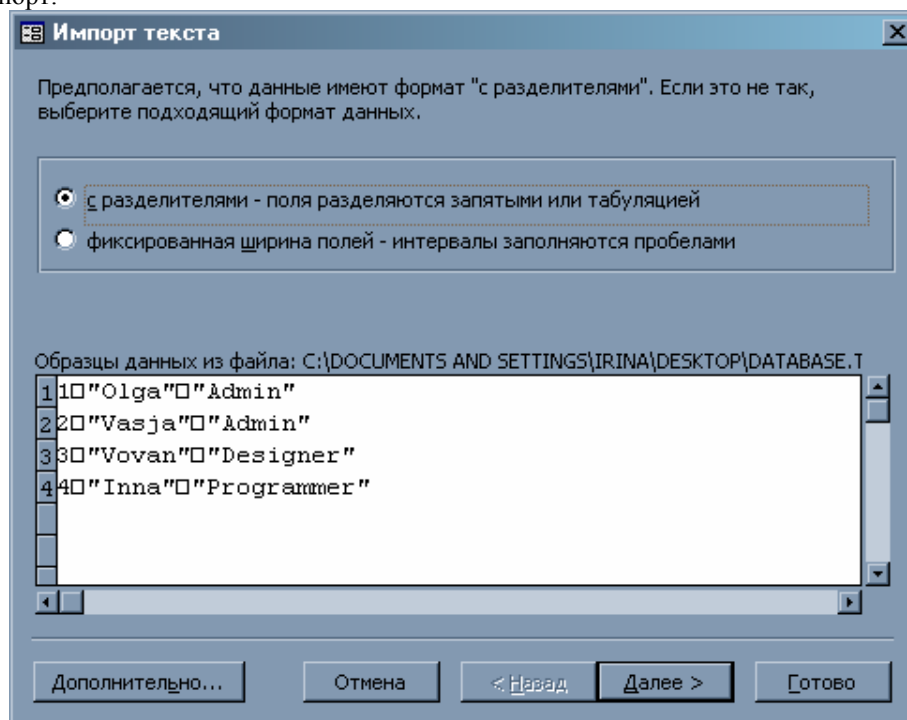 порт.
Импорт текста
Предполагается, что данные имеют формат "с разделителями". Если это не так,
выберите подходящий формат данных.
с разделителями - поля разделяются запятыми или табуляцией
фиксированная ширина полей - интервалы заполняются пробелами
Образцы данных из файла: C:\DOCUMENTS AND SETTINGS\IRINA\DESKTOP\DATABASE.T
1 1□"Olga"□"Admin"
2 2□"Vasja"□"Admin"
3 3□"Vovan"□"Designer"
4 4□"Inna"□"Programmer"
Дополнительно... Отмена < Назад Далее > Готово